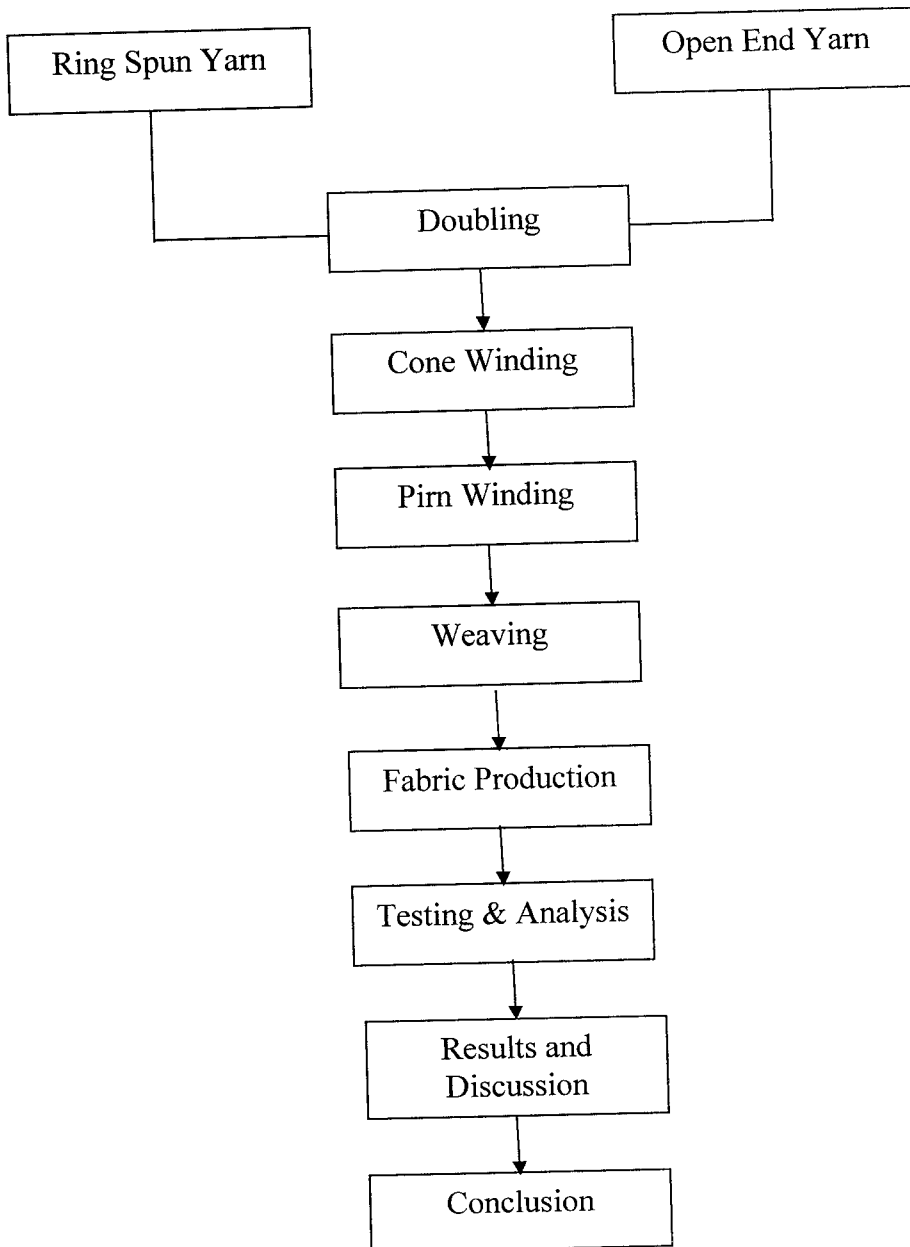 Ring Spun Yarn
Open End Yarn
Doubling
Cone Winding
Pirn Winding
Weaving
Fabric Production
Testing & Analysis
Results and
Discussion
Conclusion